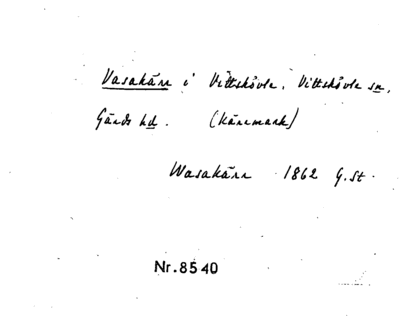 Vasakärr i Vittskövle, Vittskövle sn,
Gärds hd. (Kärrmark)
Wasakärr 1862 G.St.
Nr. 8540